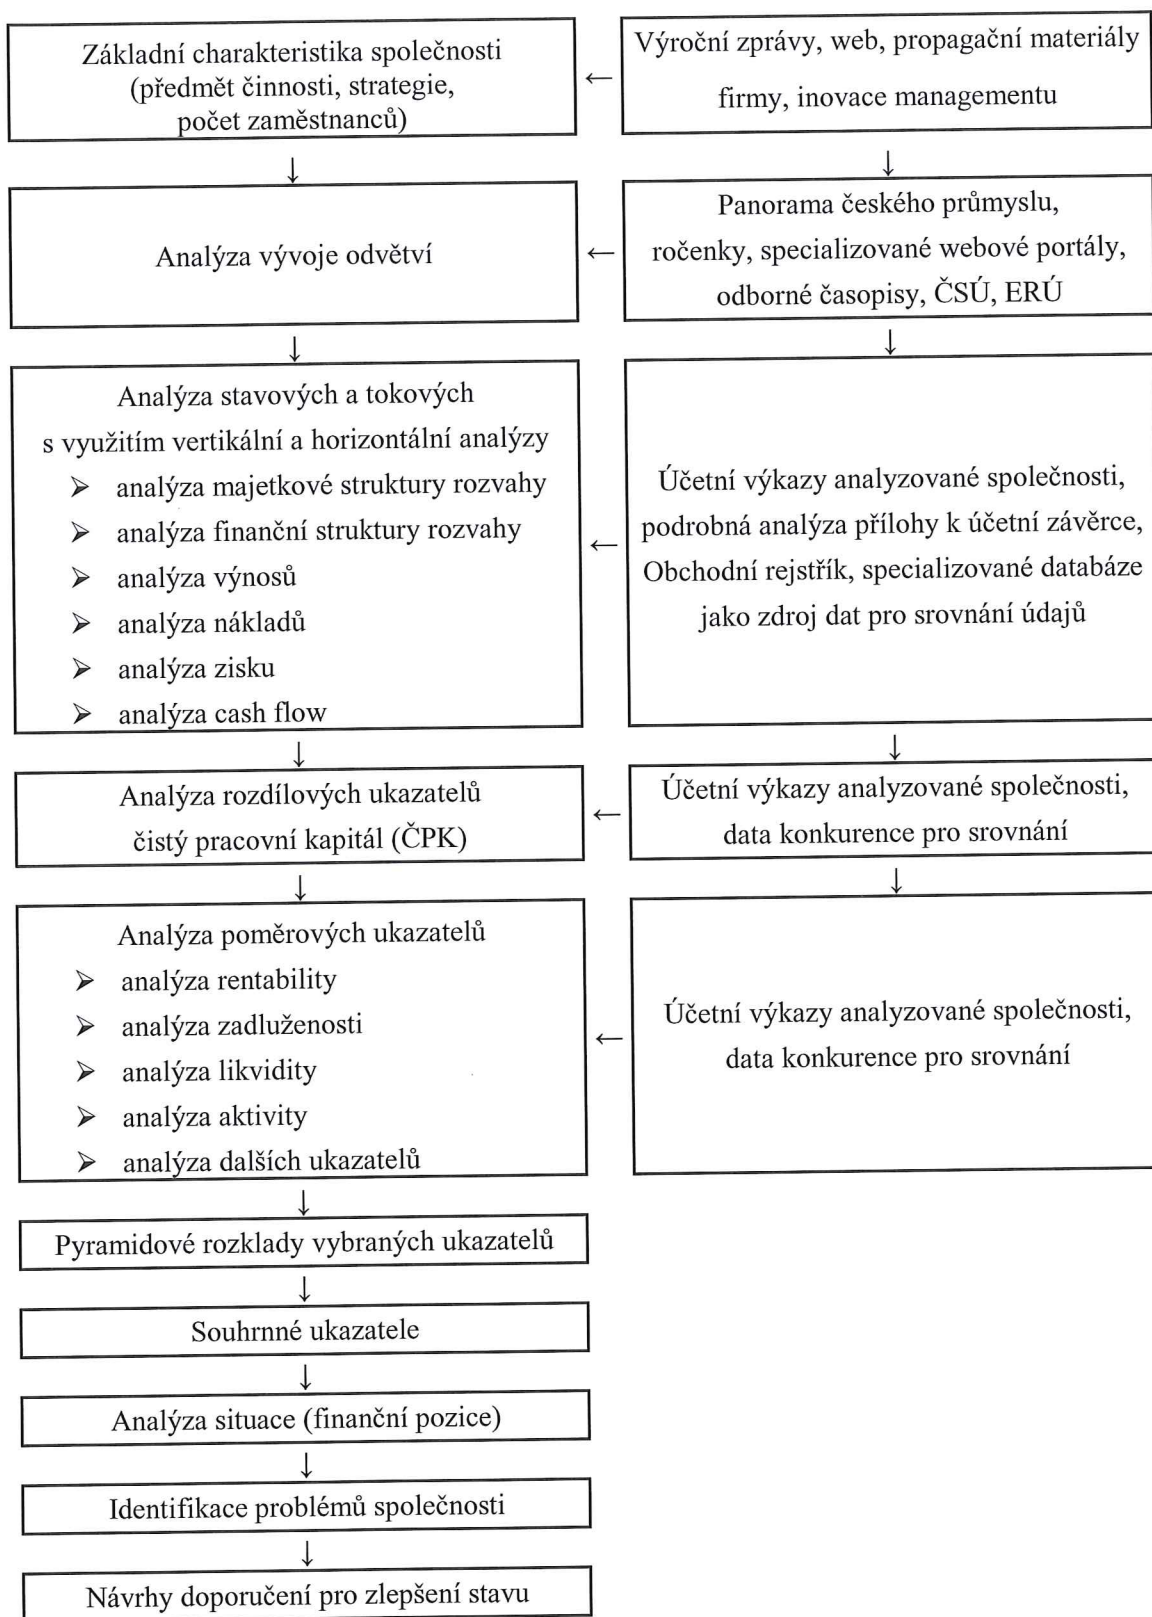 Základní charakteristika společnosti
(předmět činnosti, strategie,
počet zaměstnanců)
←
Výroční zprávy, web, propagační materiály
firmy, inovace managementu
↓
↓
Analýza vývoje odvětví
←
Panorama českého průmyslu,
ročenky, specializované webové portály,
odborné časopisy, ČSÚ, ERÚ
↓
↓
Analýza stavových a tokových
s využitím vertikální a horizontální analýzy
➢ analýza majetkové struktury rozvahy
➢ analýza finanční struktury rozvahy
➢ analýza výnosů
➢ analýza nákladů
➢ analýza zisku
➢ analýza cash flow
←
Účetní výkazy analyzované společnosti,
podrobná analýza přílohy k účetní závěrce,
Obchodní rejstřík, specializované databáze
jako zdroj dat pro srovnání údajů
↓
↓
Analýza rozdílových ukazatelů
čistý pracovní kapitál (ČPK)
←
Účetní výkazy analyzované společnosti,
data konkurence pro srovnání
↓
↓
Analýza poměrových ukazatelů
➢ analýza rentability
➢ analýza zadluženosti
➢ analýza likvidity
➢ analýza aktivity
➢ analýza dalších ukazatelů
←
Účetní výkazy analyzované společnosti,
data konkurence pro srovnání
↓
Pyramidové rozklady vybraných ukazatelů
↓
Souhrnné ukazatele
↓
Analýza situace (finanční pozice)
↓
Identifikace problémů společnosti
↓
Návrhy doporučení pro zlepšení stavu